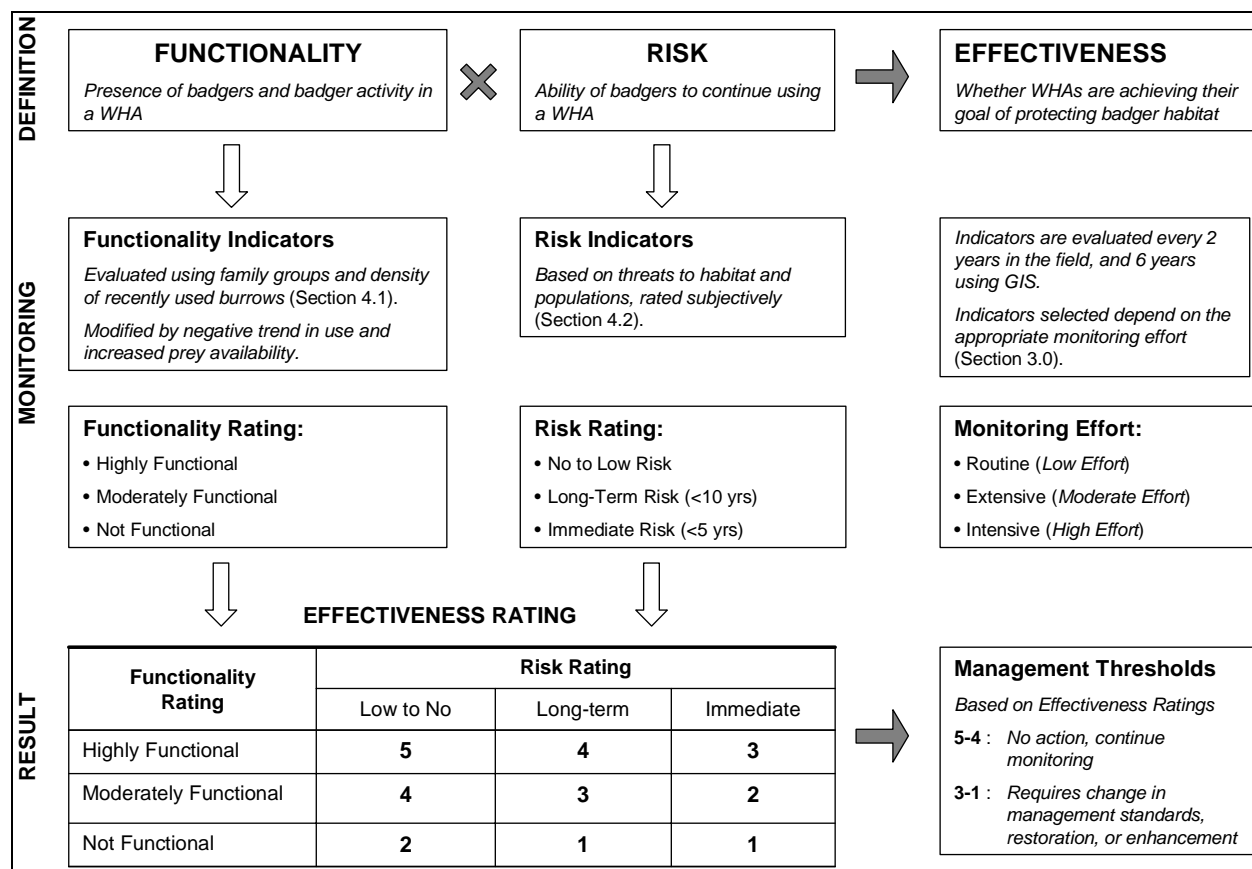 DEFINITION
FUNCTIONALITY
Presence of badgers and badger activity in
a WHA
RISK
Ability of badgers to continue using
a WHA
EFFECTIVENESS
Whether WHAs are achieving their
goal of protecting badger habitat
MONITORING
Functionality Indicators
Evaluated using family groups and density
of recently used burrows (Section 4.1).
Modified by negative trend in use and
increased prey availability.
Risk Indicators
Based on threats to habitat and
populations, rated subjectively
(Section 4.2).
Indicators are evaluated every 2
years in the field, and 6 years
using GIS.
Indicators selected depend on the
appropriate monitoring effort
(Section 3.0).
Functionality Rating:
• Highly Functional
• Moderately Functional
• Not Functional
Risk Rating:
• No to Low Risk
• Long-Term Risk (<10 yrs)
• Immediate Risk (<5 yrs)
Monitoring Effort:
• Routine (Low Effort)
• Extensive (Moderate Effort)
• Intensive (High Effort)
RESULT
EFFECTIVENESS RATING
Functionality
Rating
Risk Rating
Low to No Long-term Immediate
Highly Functional 5 4 3
Moderately Functional 4 3 2
Not Functional 2 1 1
Management Thresholds
Based on Effectiveness Ratings
5-4 : No action, continue
monitoring
3-1 : Requires change in
management standards,
restoration, or enhancement